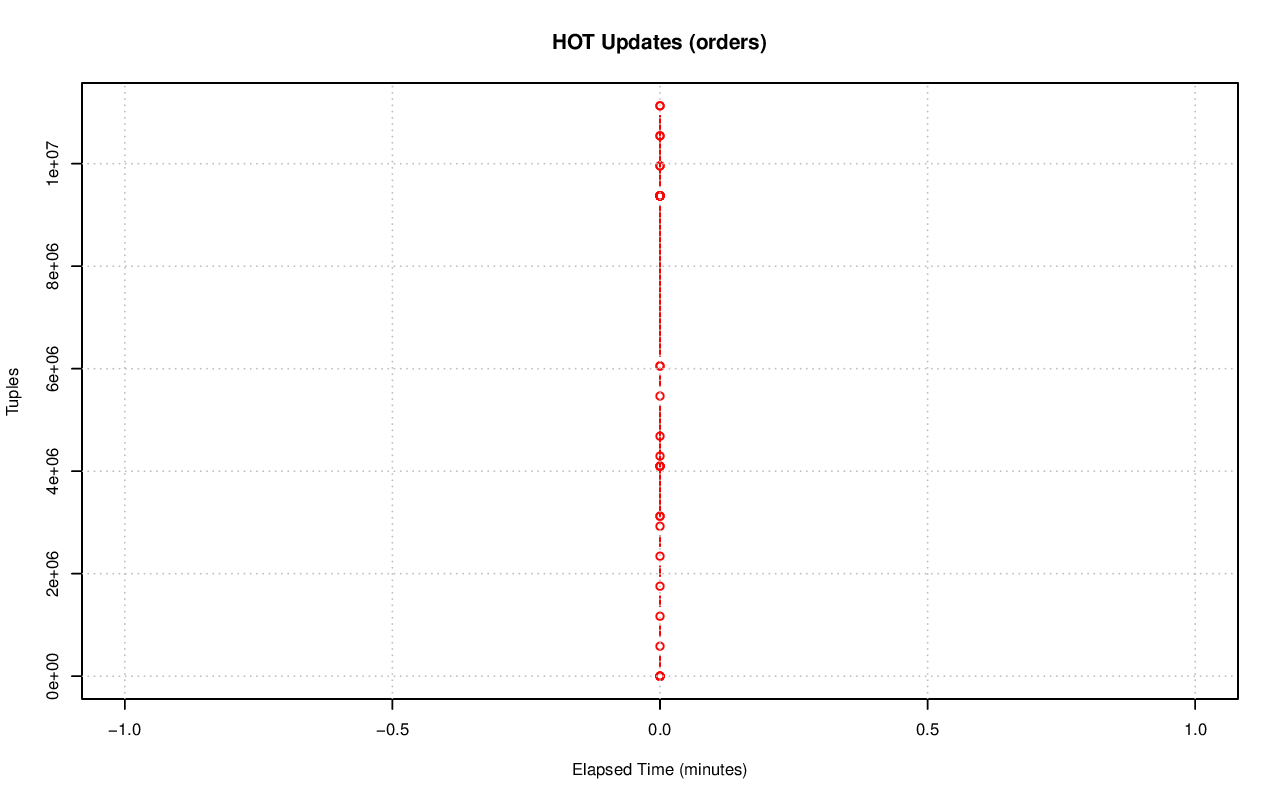 HOT Updates (orders)
Tuples
1e+07
8e+06
6e+06
4e+06
2e+06
0e+00
−1.0
−0.5
0.0
0.5
1.0
Elapsed Time (minutes)